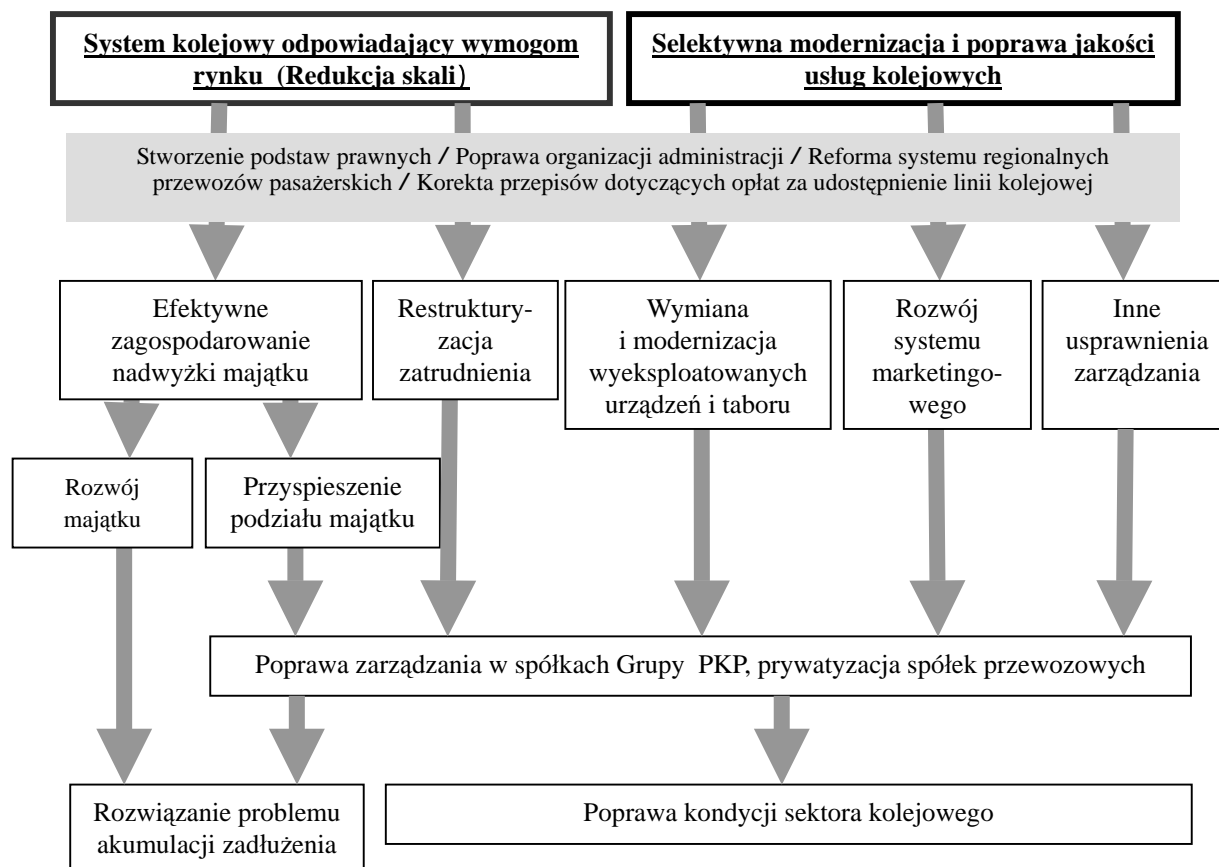 System kolejowy odpowiadający wymogom
rynku (Redukcja skali)
Selektywna modernizacja i poprawa jakości
usług kolejowych
Stworzenie podstaw prawnych / Poprawa organizacji administracji / Reforma systemu regionalnych
przewozów pasażerskich / Korekta przepisów dotyczących opłat za udostępnienie linii kolejowej
Efektywne
zagospodarowanie
nadwyżki majątku
Restruktury-
zacja
zatrudnienia
Wymiana
i modernizacja
wyeksploatowanych
urządzeń i taboru
Rozwój
systemu
marketingo-
wego
Inne
usprawnienia
zarządzania
Rozwój
majątku
Przyspieszenie
podziału majątku
Poprawa zarządzania w spółkach Grupy PKP, prywatyzacja spółek przewozowych
Rozwiązanie problemu
akumulacji zadłużenia
Poprawa kondycji sektora kolejowego